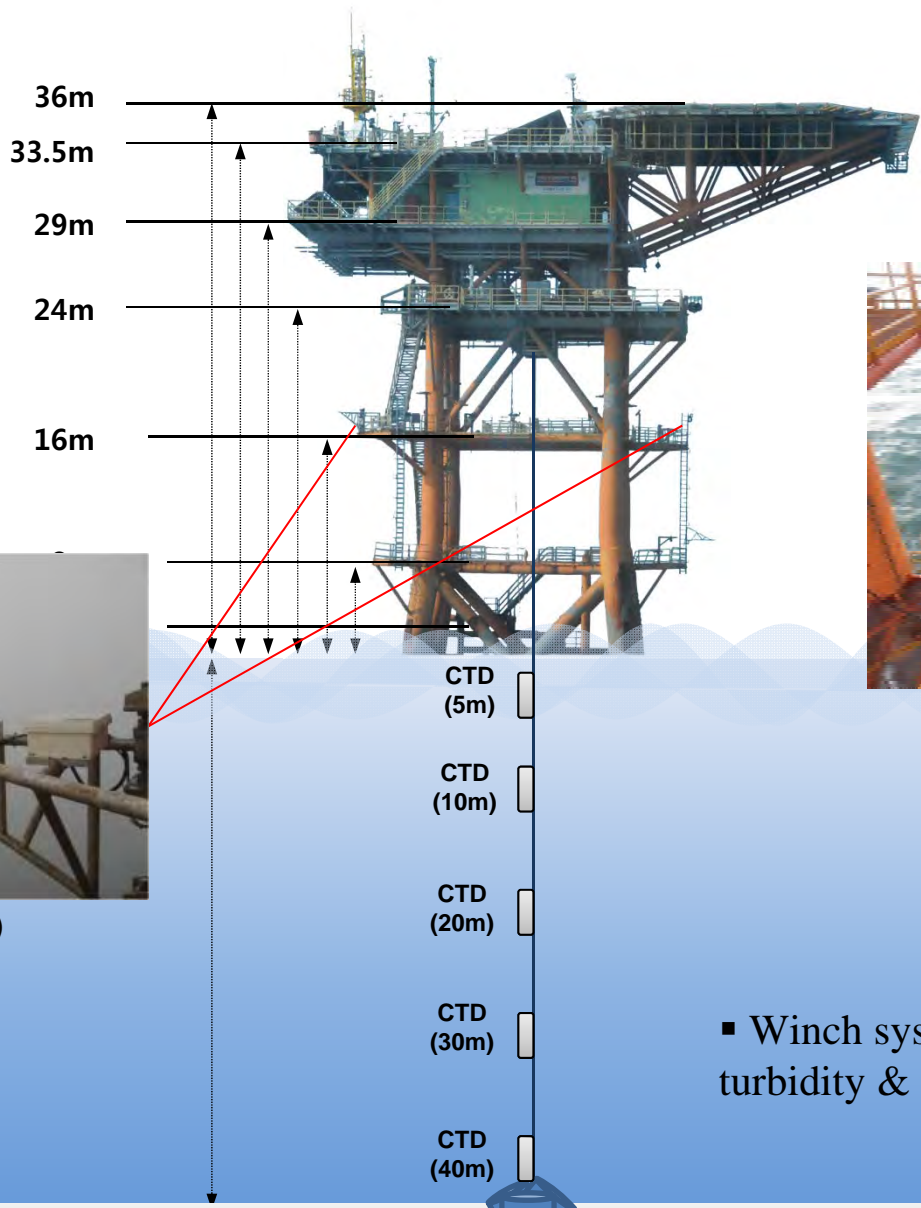 36m
33.5m
29m
24m
16m
CTD
(5m)
CTD
(10m)
CTD
(20m)
CTD
(30m)
CTD
(40m)
)
▪ Winch sys
turbidity &